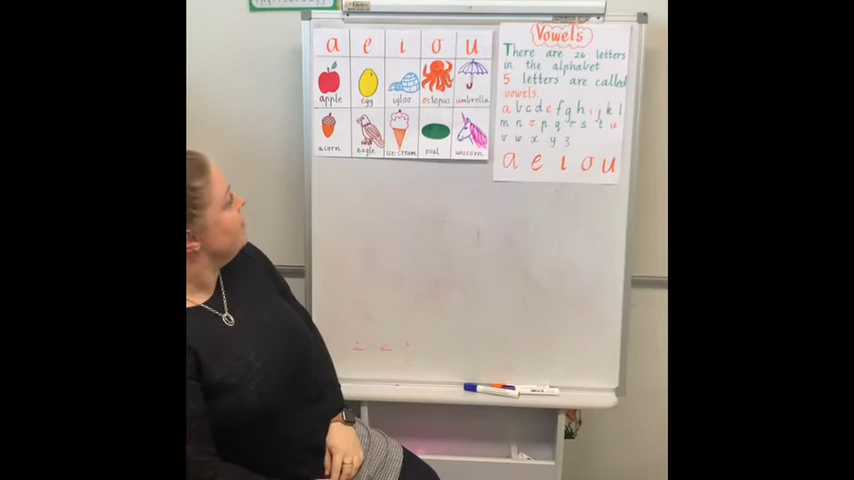 a e i o u
apple egg igloo octopus umbrella
acorn eagle ice-cream oval unicorn
Vowels
There are 26 letters
in the alphabet.
5 letters are called
vowels.
a b c d e f g h i j k l
m n o p q r s t u
v w x y z
a e i o u